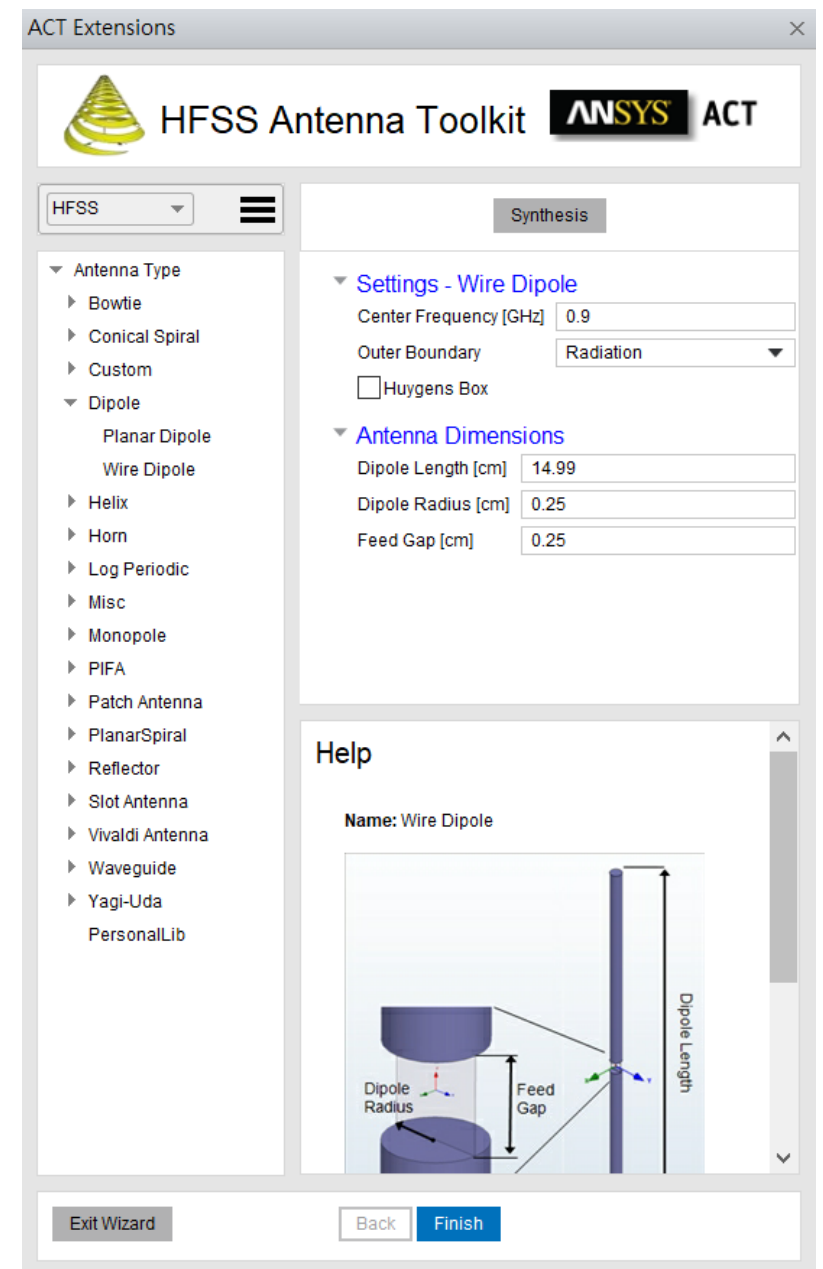 ACT Extensions
HFSS Antenna Toolkit ANSYS ACT
HFSS
Antenna Type
Bowtie
Conical Spiral
Custom
Dipole
Planar Dipole
Wire Dipole
Helix
Horn
Log Periodic
Misc
Monopole
PIFA
Patch Antenna
PlanarSpiral
Reflector
Slot Antenna
Vivaldi Antenna
Waveguide
Yagi-Uda
PersonalLib
Synthesis
Settings - Wire Dipole
Center Frequency [GHz] 0.9
Outer Boundary Radiation
Huygens Box
Antenna Dimensions
Dipole Length [cm] 14.99
Dipole Radius [cm] 0.25
Feed Gap [cm] 0.25
Help
Name: Wire Dipole
Dipole Length
Dipole
Radius
Feed
Gap
Exit Wizard
Back
Finish